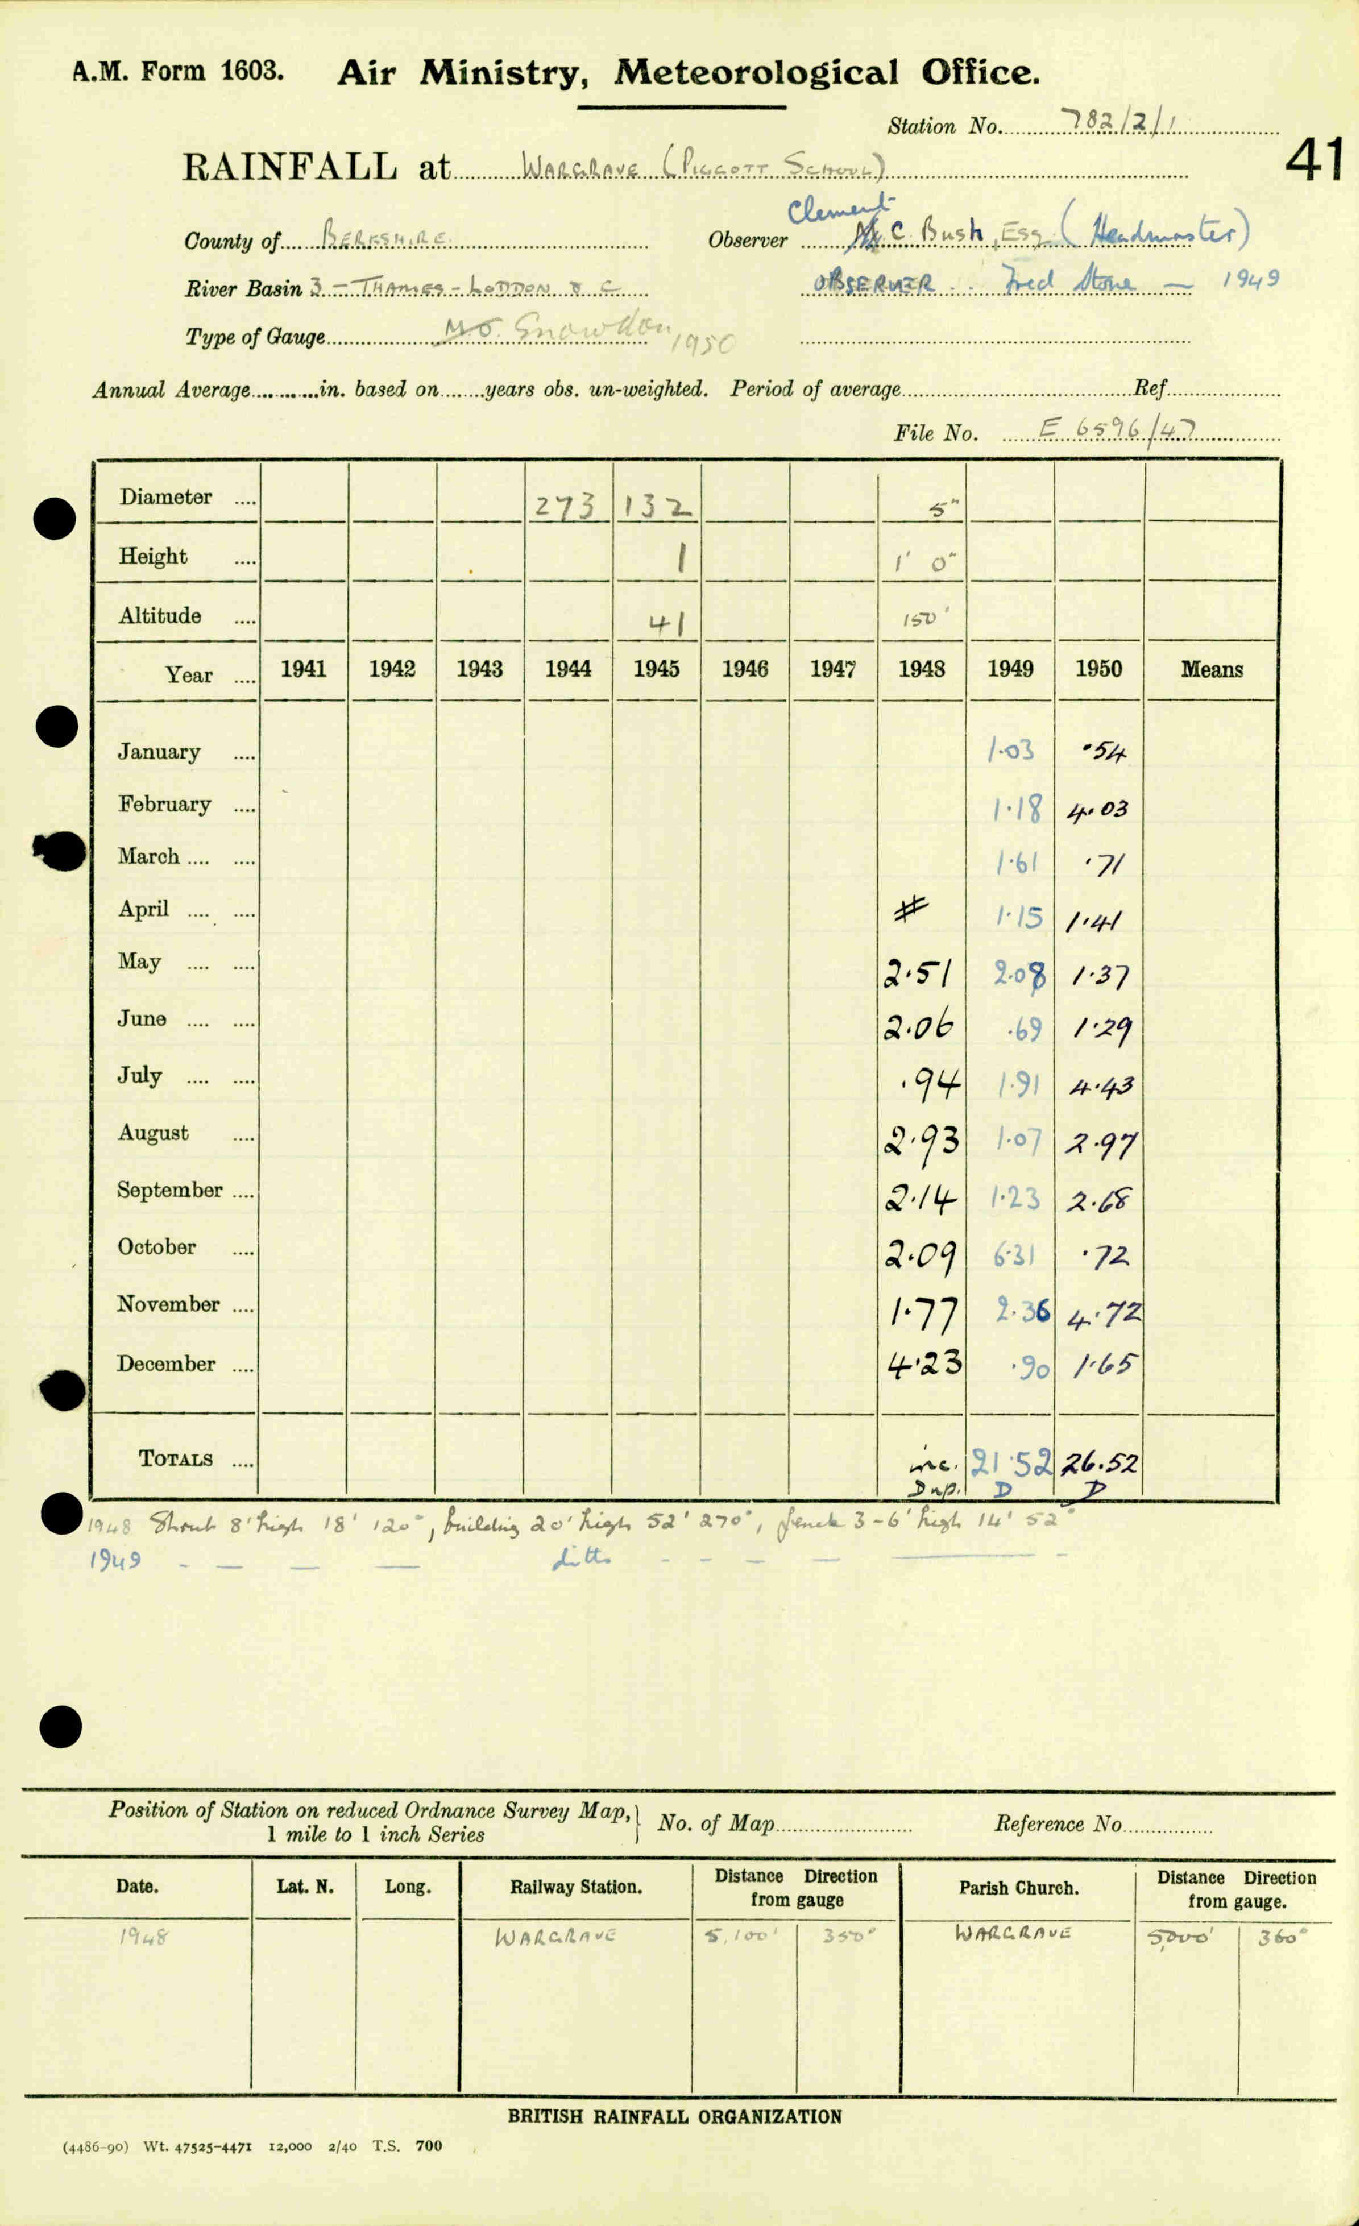 A.M. Form 1603. Air Ministry, Meteorological Office.
Station No. 782/2/1
41
RAINFALL at WARGRAVE (PIGGOTT SCHOOL)
Clement
County of BERKSHIRE Observer C. Bush, Esq (Headmaster)
River Basin 3 - THAMES - LODDON & C OBSERVER .. Fred Stone — 1949
Type of Gauge M.O. Snowdon 1950
Annual Average in. based on years obs. un-weighted. Period of average Ref.
File No. E 6596/47
Diameter .... 273 132 5"
Height .... 1 1' 0"
Altitude .... 41 150'
Year .... 1941 1942 1943 1944 1945 1946 1947 1948 1949 1950 Means
January .... 1.03 .54
February .... 1.18 4.03
March .... .... 1.61 .71
April .... .... # 1.15 1.41
May .... .... 2.51 2.08 1.37
June .... .... 2.06 .69 1.29
July .... .... .94 1.91 4.43
August .... 2.93 1.07 2.97
September .... 2.14 1.23 2.68
October .... 2.09 6.31 .72
November .... 1.77 2.36 4.72
December .... 4.23 .90 1.65
TOTALS .... inc. 21.52 26.52
Dup. D D
1948 Shrub 8' high 18' 120°, building 20' high 52' 270°, fence 3-6' high 14' 52°
1949 - — — — ditto - - - — —— -
Position of Station on reduced Ordnance Survey Map, } No. of Map Reference No.
1 mile to 1 inch Series
Date. Lat. N. Long. Railway Station. Distance Direction from gauge Parish Church. Distance Direction from gauge.
1948 WARGRAVE 5,100' 350° WARGRAVE 5,000' 360°
BRITISH RAINFALL ORGANIZATION
(4486-90) Wt. 47525-4471 12,000 2/40 T.S. 700